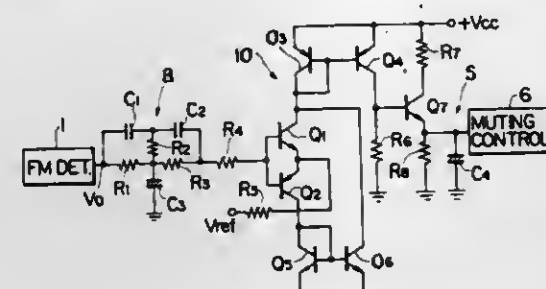 +Vcc
Q3
10
Q4
R7
8
S
1
C1
C2
Q7
6
R4
Q1
MUTING
CONTROL
R2
FM DET.
R1
R3
R6
R8
C4
Vo
C3
R5
Q2
Vref
Q5
Q6